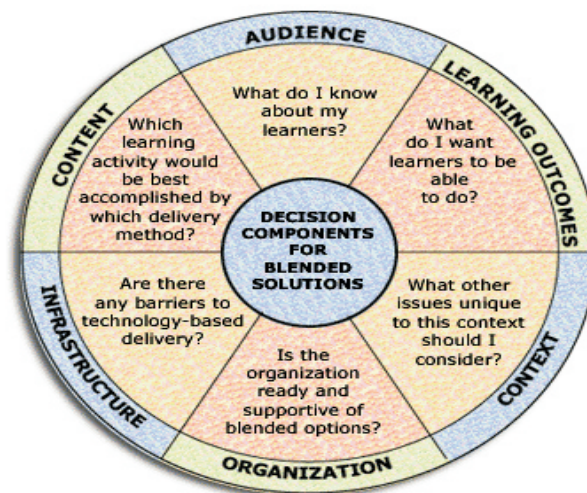 AUDIENCE
What do I know
about my
learners?
LEARNING OUTCOMES
What
do I want
learners to be
able
to do?
CONTEXT
What other
issues unique
to this context
should I
consider?
ORGANIZATION
Is the
organization
ready and
supportive of
blended options?
INFRASTRUCTURE
Are there
any barriers to
technology-based
delivery?
CONTENT
Which
learning
activity would
be best
accomplished by
which delivery
method?
DECISION
COMPONENTS
FOR
BLENDED
SOLUTIONS